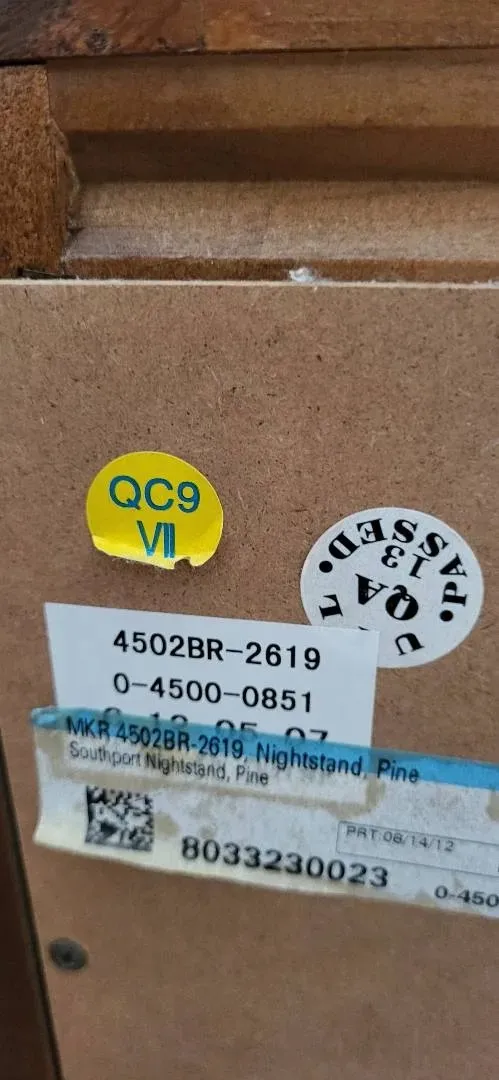 QC9
VII
PASSED.
13
QA
4502BR-2619
0-4500-0851
MKR 4502BR-2619, Nightstand, Pine
Southport Nightstand, Pine
PRT 08/14/12
8033230023
0-450